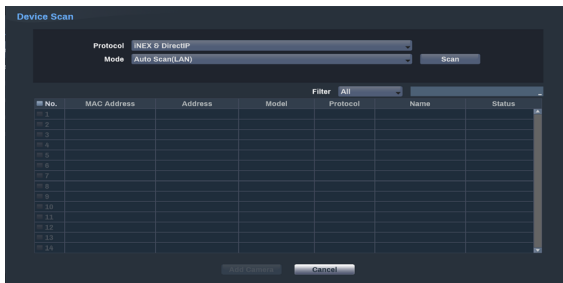 Device Scan
Protocol iNEX & DirectIP
Mode Auto Scan(LAN) Scan
Filter All
No. MAC Address Address Model Protocol Name Status
1
2
3
4
5
6
7
8
9
10
11
12
13
14
Add Camera Cancel